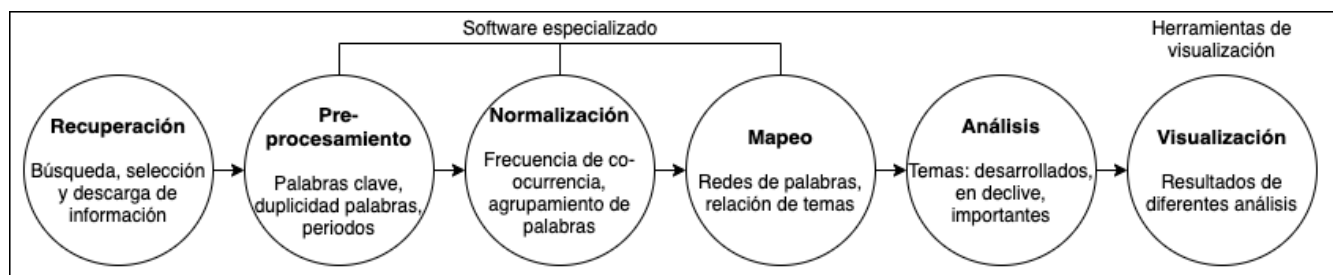 Software especializado
Herramientas de
visualización
Recuperación
Búsqueda, selección
y descarga de
información
Pre-
procesamiento
Palabras clave,
duplicidad palabras,
periodos
Normalización
Frecuencia de co-
ocurrencia,
agrupamiento de
palabras
Mapeo
Redes de palabras,
relación de temas
Análisis
Temas: desarrollados,
en declive,
importantes
Visualización
Resultados de
diferentes análisis